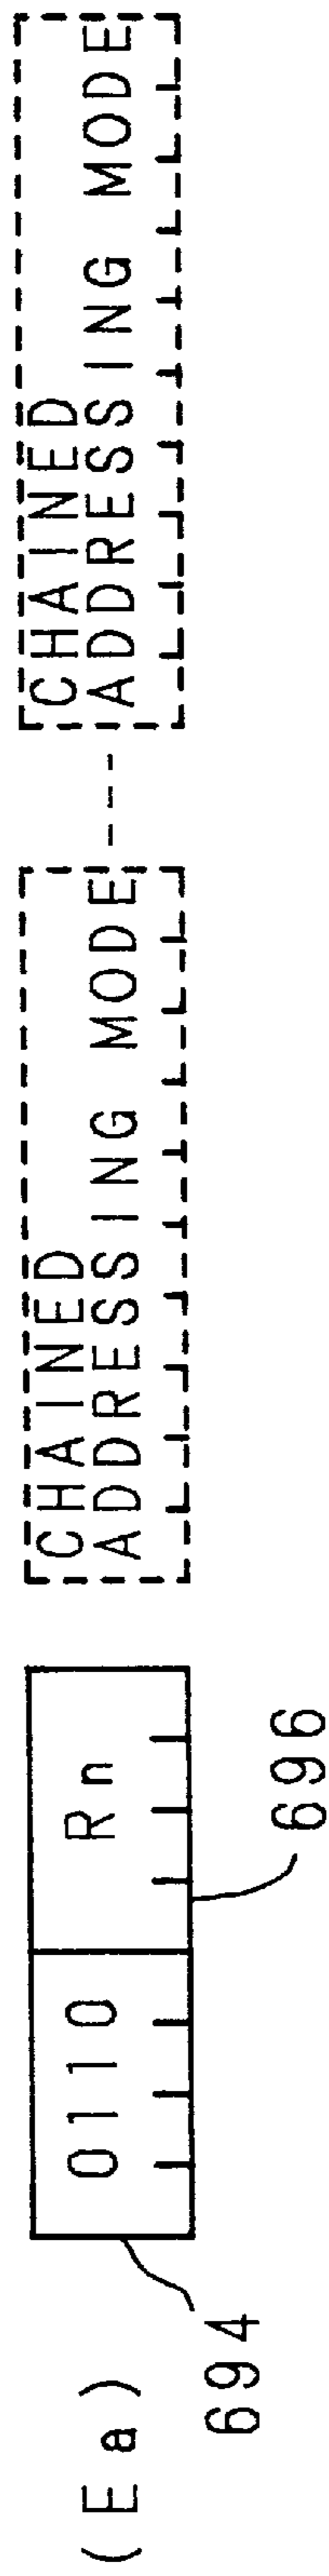 (Ea)
694
0110
Rn
696
CHAINED
ADDRESSING MODE
CHAINED
ADDRESSING MODE